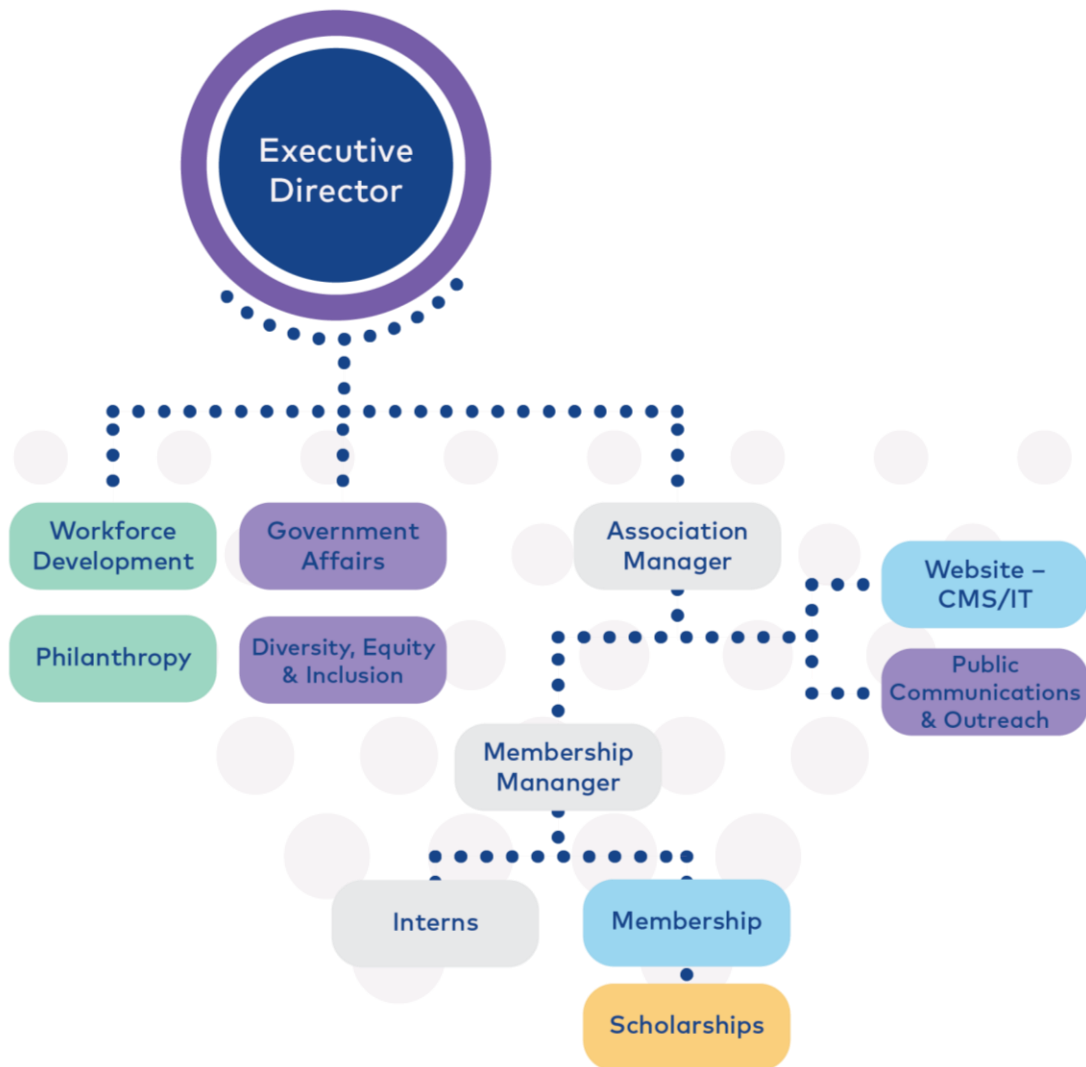 Executive
Director
Workforce
Development
Government
Affairs
Association
Manager
Website –
CMS/IT
Philanthropy
Diversity, Equity
& Inclusion
Public
Communications
& Outreach
Membership
Mananger
Interns
Membership
Scholarships